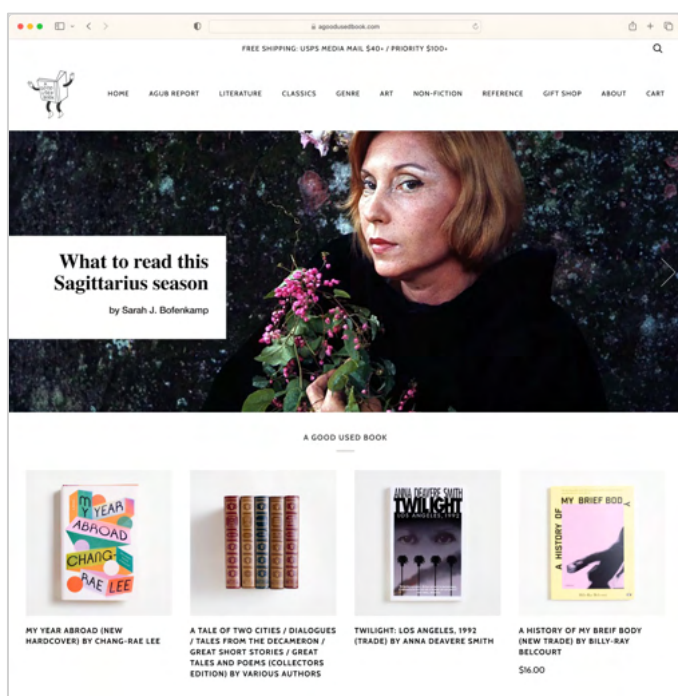 agoodusedbook.com
FREE SHIPPING: USPS MEDIA MAIL $40+ / PRIORITY $100+
HOME AGUB REPORT LITERATURE CLASSICS GENRE ART NON-FICTION REFERENCE GIFT SHOP ABOUT CART
What to read this
Sagittarius season
by Sarah J. Bofenkamp
A GOOD USED BOOK
MY YEAR
ABROAD
CHANG-
RAE LEE
ANNA DEAVERE SMITH
TWILIGHT
LOS ANGELES, 1992
A HISTORY OF
MY BRIEF BODY
MY YEAR ABROAD (NEW
HARDCOVER) BY CHANG-RAE LEE
A TALE OF TWO CITIES / DIALOGUES
/ TALES FROM THE DECAMERON /
GREAT SHORT STORIES / GREAT
TALES AND POEMS (COLLECTORS
EDITION) BY VARIOUS AUTHORS
TWILIGHT: LOS ANGELES, 1992
(TRADE) BY ANNA DEAVERE SMITH
A HISTORY OF MY BREIF BODY
(NEW TRADE) BY BILLY-RAY
BELCOURT
$16.00